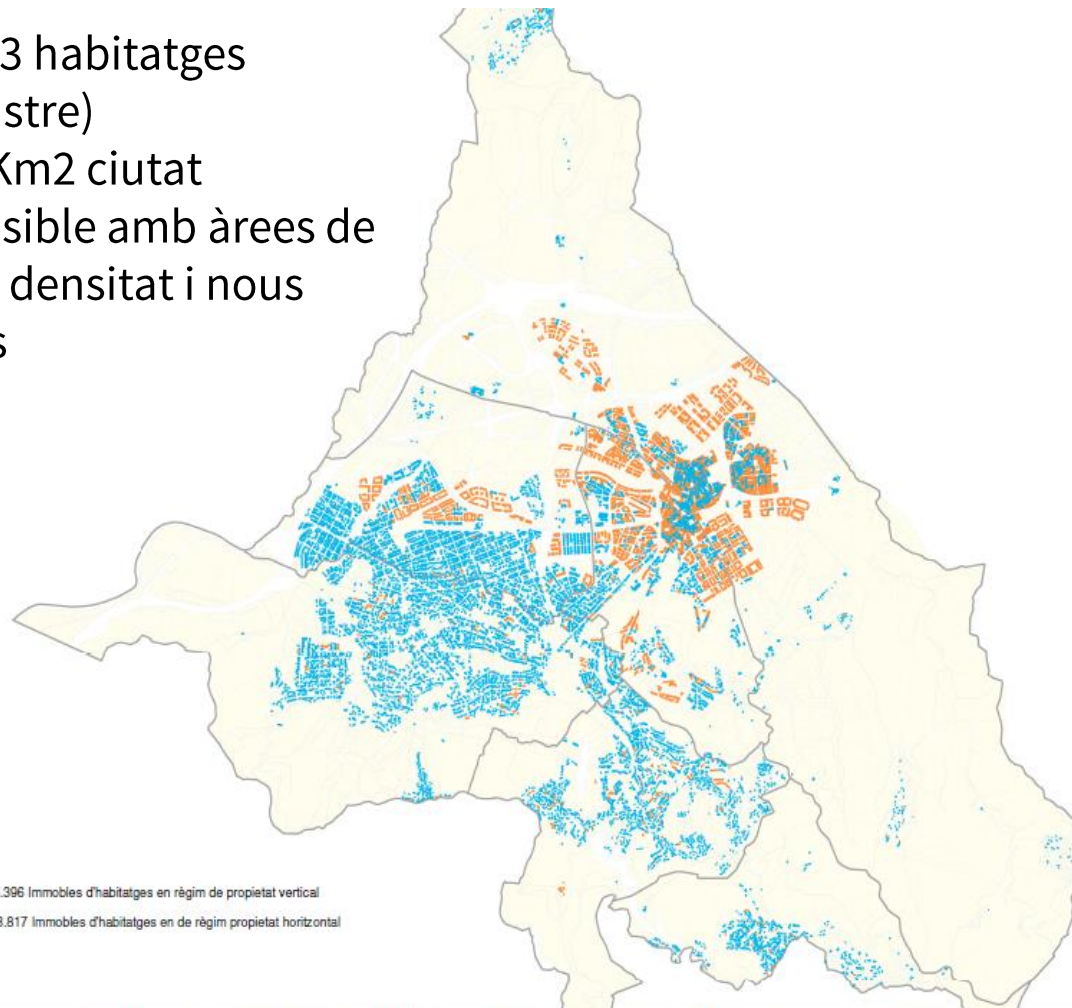 3 habitatges
stre)
Km2 ciutat
sible amb àrees de
densitat i nous
s
.396 Immobles d'habitatges en règim de propietat vertical
3.817 Immobles d'habitatges en de règim propietat horitzontal